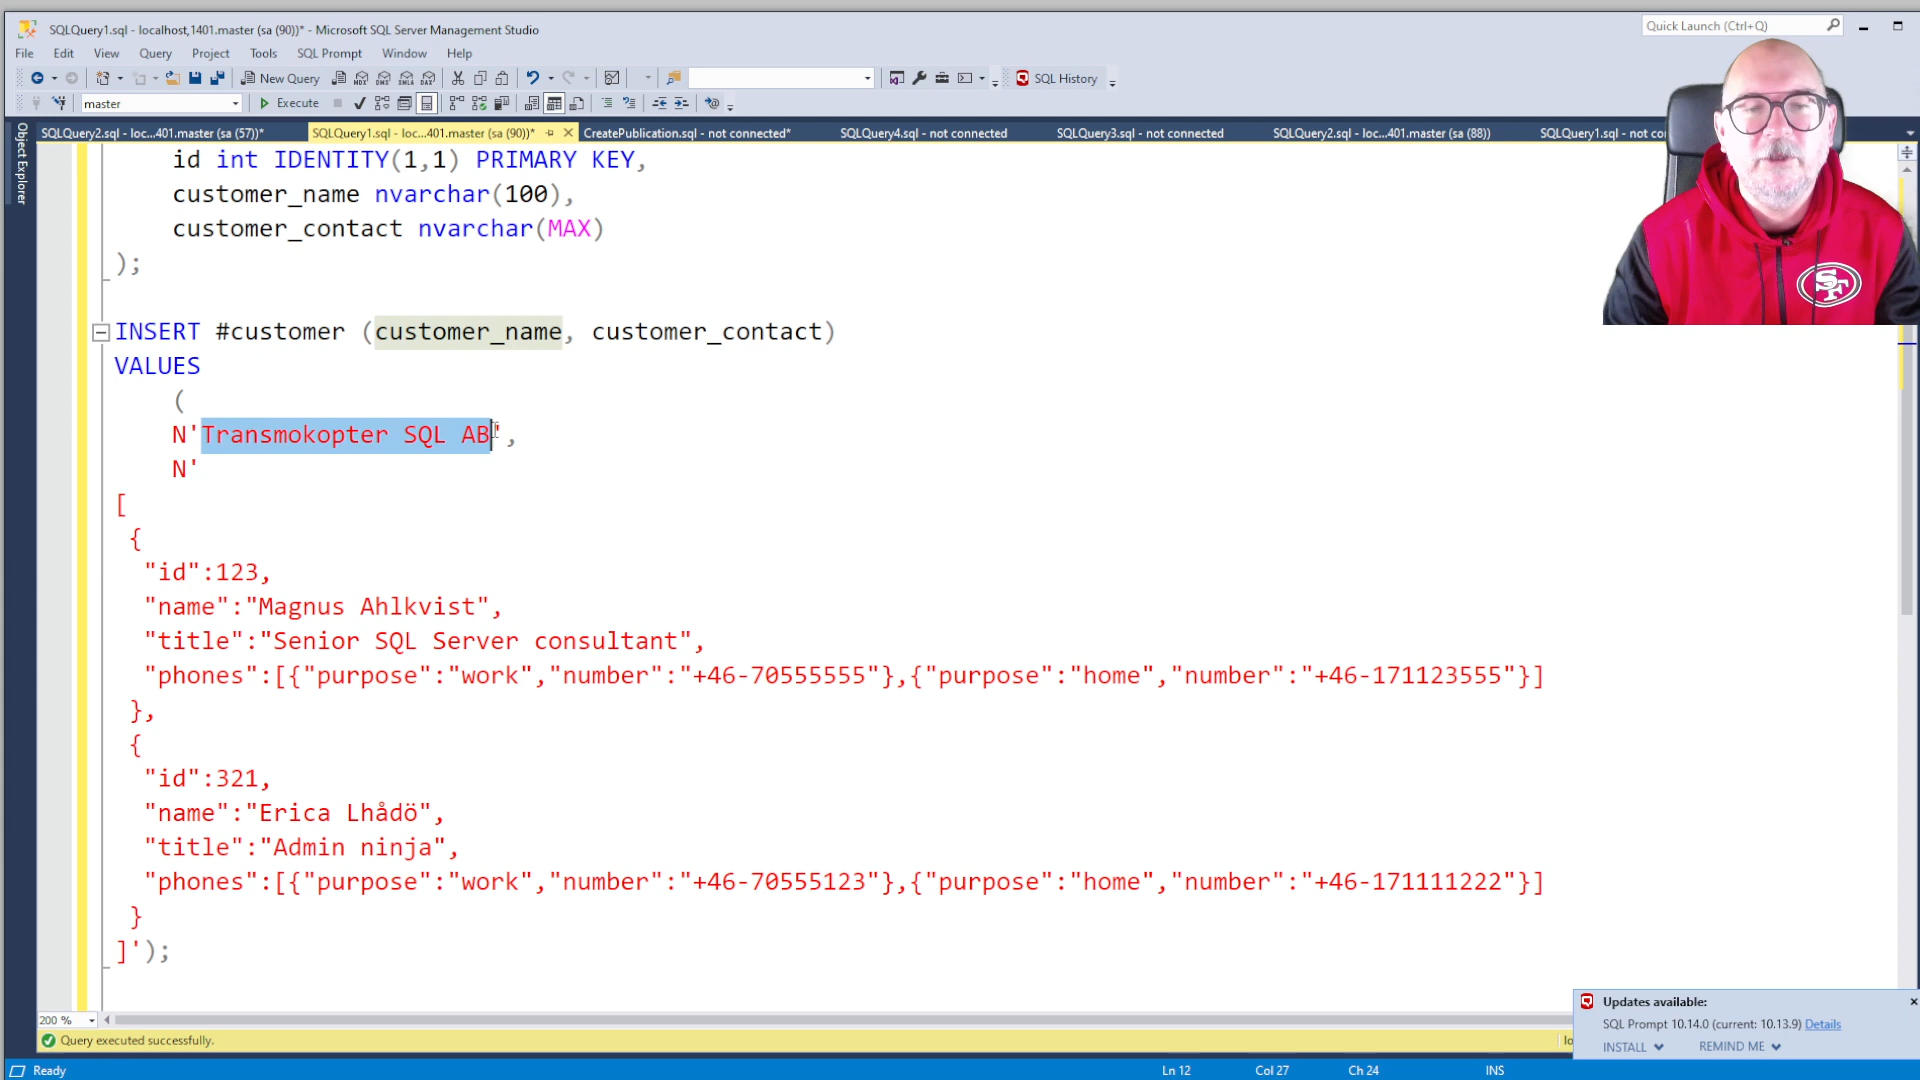 SQLQuery1.sql - localhost,1401.master (sa (90))* - Microsoft SQL Server Management Studio
Quick Launch (Ctrl+Q)
File Edit View Query Project Tools SQL Prompt Window Help
New Query
SQL History
master
Execute
SQLQuery2.sql - loc...401.master (sa (57))*
SQLQuery1.sql - loc...401.master (sa (90))*
CreatePublication.sql - not connected*
SQLQuery4.sql - not connected
SQLQuery3.sql - not connected
SQLQuery2.sql - loc...401.master (sa (88))
SQLQuery1.sql - not co
Object Explorer
id int IDENTITY(1,1) PRIMARY KEY,
customer_name nvarchar(100),
customer_contact nvarchar(MAX)
);
INSERT #customer (customer_name, customer_contact)
VALUES
(
N'Transmokopter SQL AB',
N'
[
{
"id":123,
"name":"Magnus Ahlkvist",
"title":"Senior SQL Server consultant",
"phones":[{"purpose":"work","number":"+46-70555555"},{"purpose":"home","number":"+46-171123555"}]
},
{
"id":321,
"name":"Erica Lhådö",
"title":"Admin ninja",
"phones":[{"purpose":"work","number":"+46-70555123"},{"purpose":"home","number":"+46-171111222"}]
}
]');
SF
200 %
Query executed successfully.
lo
Updates available:
SQL Prompt 10.14.0 (current: 10.13.9) Details
INSTALL REMIND ME
Ready
Ln 12 Col 27 Ch 24 INS